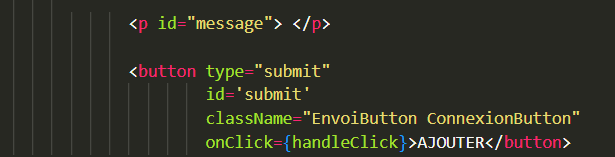 <p id="message"> </p>
<button type="submit"
id='submit'
className="EnvoiButton ConnexionButton"
onClick={handleClick}>AJOUTER</button>